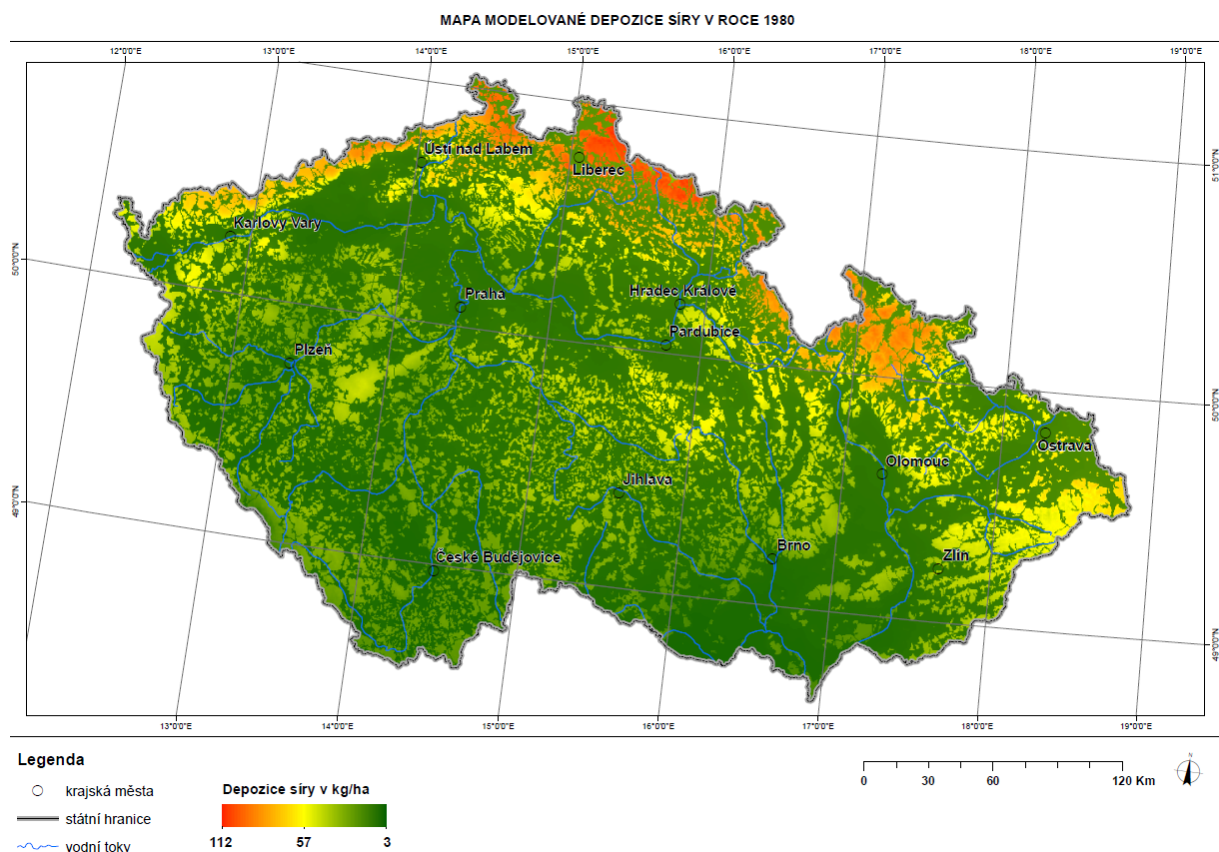 MAPA MODELOVANÉ DEPOZICE SÍRY V ROCE 1980
12°0'0"E 13°0'0"E 14°0'0"E 15°0'0"E 16°0'0"E 17°0'0"E 18°0'0"E 19°0'0"E
51°0'0"N
50°0'0"N
50°0'0"N
49°0'0"N
49°0'0"N
Ústí nad Labem
Liberec
Karlovy Vary
Praha
Hradec Králové
Pardubice
Plzeň
Ostrava
Olomouc
Jihlava
České Budějovice
Brno
Zlín
13°0'0"E 14°0'0"E 15°0'0"E 16°0'0"E 17°0'0"E 18°0'0"E 19°0'0"E
Legenda
krajská města
státní hranice
vodní toky
Depozice síry v kg/ha
112 57 3
0 30 60 120 Km
N